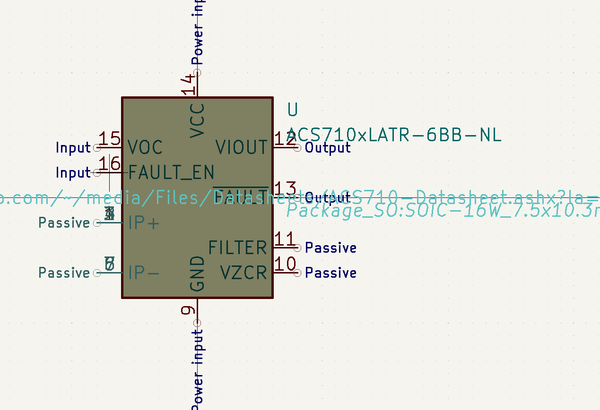 Power inp
14
VCC
U
ACS710xLATR-6BB-NL
Input 15 VOC
VIOUT 12 Output
Input 16 FAULT_EN
FAULT 13 Output
o.com/~/media/Files/Datasheets/ACS710-Datasheet.ashx?la=
Package_SO:SOIC-16W_7.5x10.3m
Passive IP+
FILTER 11 Passive
Passive IP-
VZCR 10 Passive
GND
9
Power input